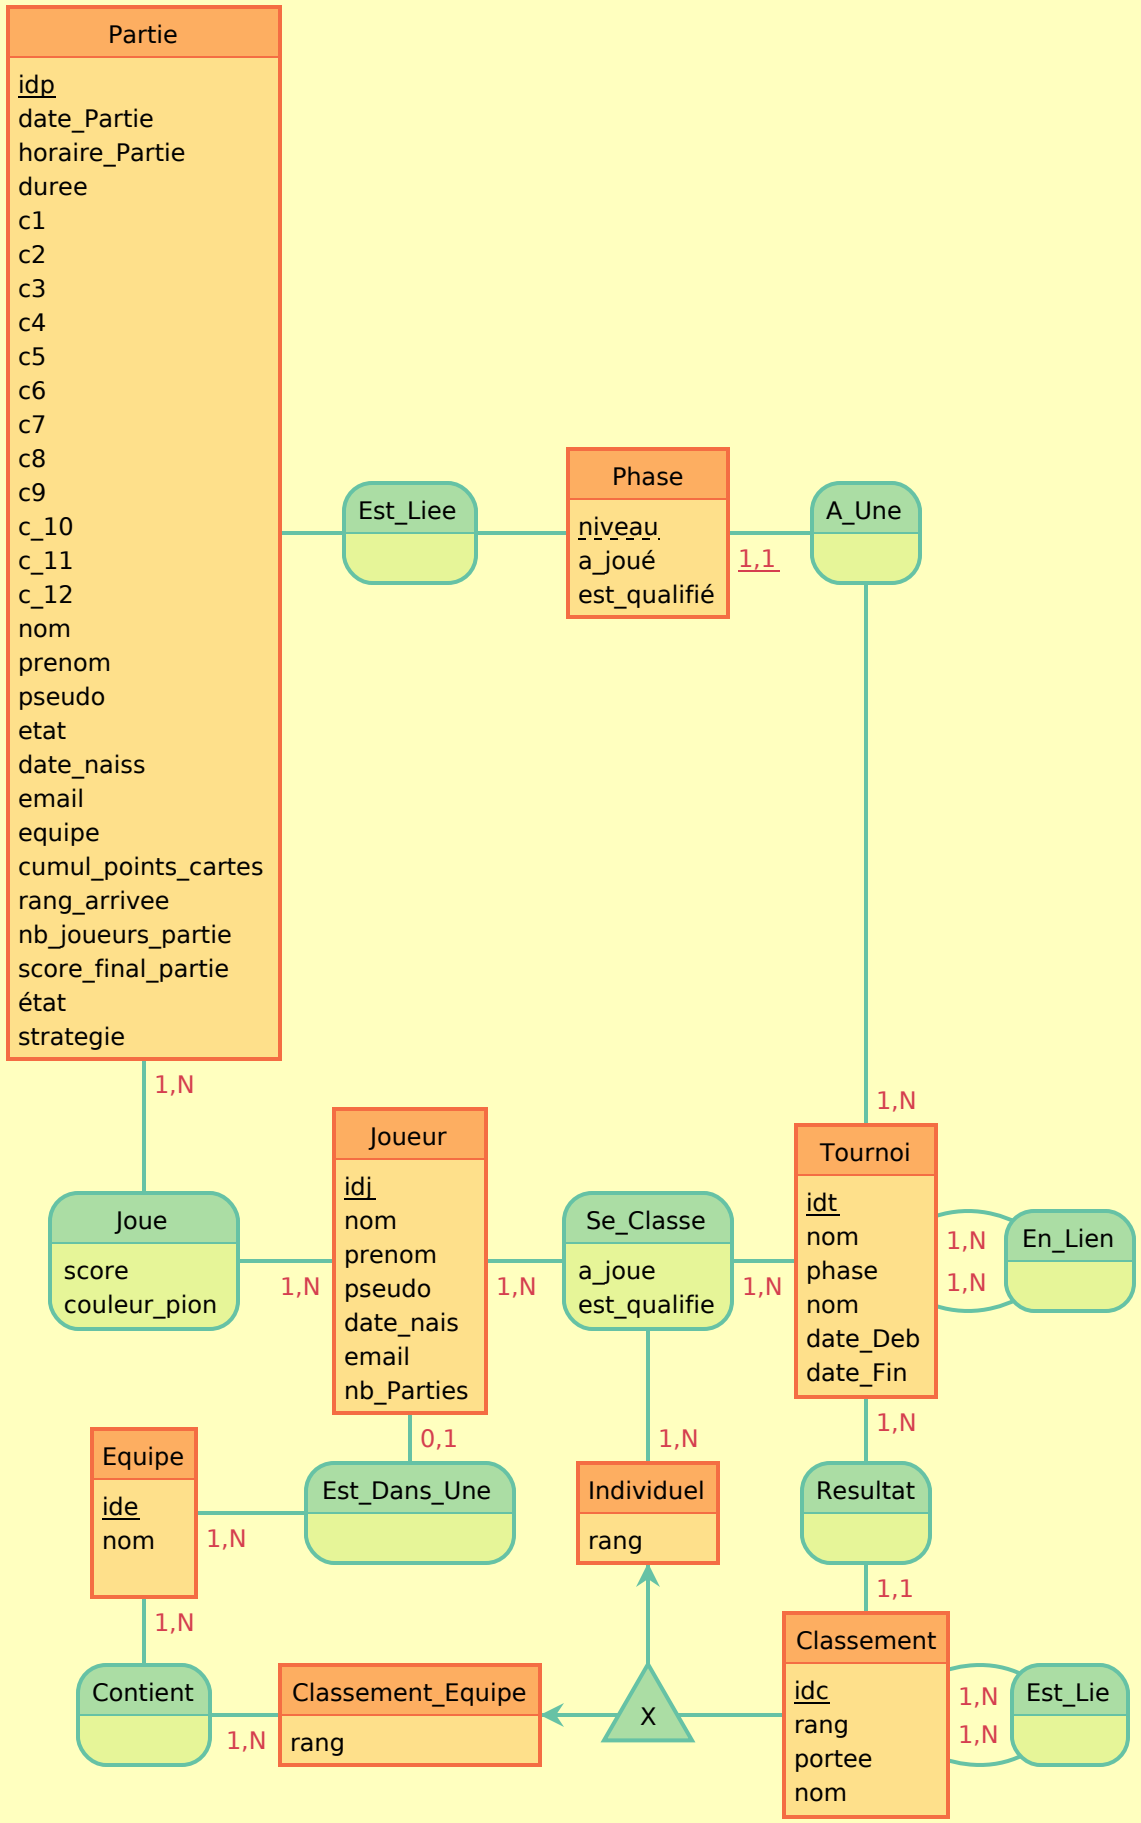 Partie
idp
date_Partie
horaire_Partie
duree
c1
c2
c3
c4
c5
c6
c7
c8
c9
c_10
c_11
c_12
nom
prenom
pseudo
etat
date_naiss
email
equipe
cumul_points_cartes
rang_arrivee
nb_joueurs_partie
score_final_partie
état
strategie
Est_Liee
Phase
niveau
a_joué
est_qualifié
1,1
A_Une
1,N
1,N
Joue
score
couleur_pion
1,N
Joueur
idj
nom
prenom
pseudo
date_nais
email
nb_Parties
1,N
Se_Classe
a_joue
est_qualifie
1,N
Tournoi
idt
nom
phase
nom
date_Deb
date_Fin
1,N
1,N
En_Lien
0,1
1,N
1,N
Equipe
ide
nom
1,N
Est_Dans_Une
Individuel
rang
Resultat
1,N
1,1
Contient
1,N
Classement_Equipe
rang
X
Classement
idc
rang
portee
nom
1,N
1,N
Est_Lie